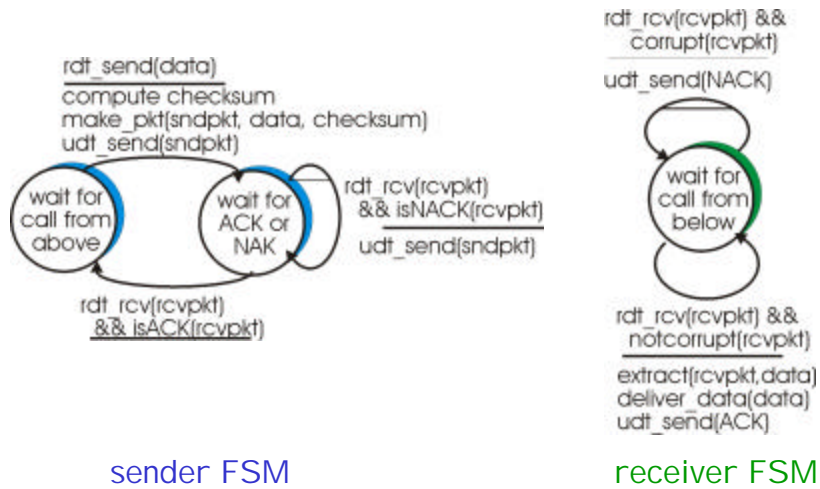 rdt_send(data)
compute checksum
make_pkt(sndpkt, data, checksum)
udt_send(sndpkt)
wait for
call from
above
wait for
ACK or
NAK
rdt_rcv(rcvpkt)
&& isNACK(rcvpkt)
udt_send(sndpkt)
rdt_rcv(rcvpkt)
&& isACK(rcvpkt)
sender FSM
rdt_rcv(rcvpkt) &&
corrupt(rcvpkt)
udt_send(NACK)
wait for
call from
below
rdt_rcv(rcvpkt) &&
notcorrupt(rcvpkt)
extract(rcvpkt,data)
deliver_data(data)
udt_send(ACK)
receiver FSM